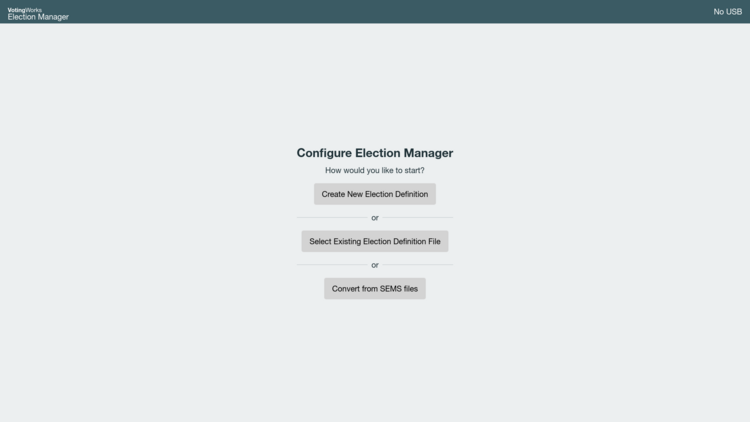 VotingWorks
Election Manager
No USB
Configure Election Manager
How would you like to start?
Create New Election Definition
or
Select Existing Election Definition File
or
Convert from SEMS files